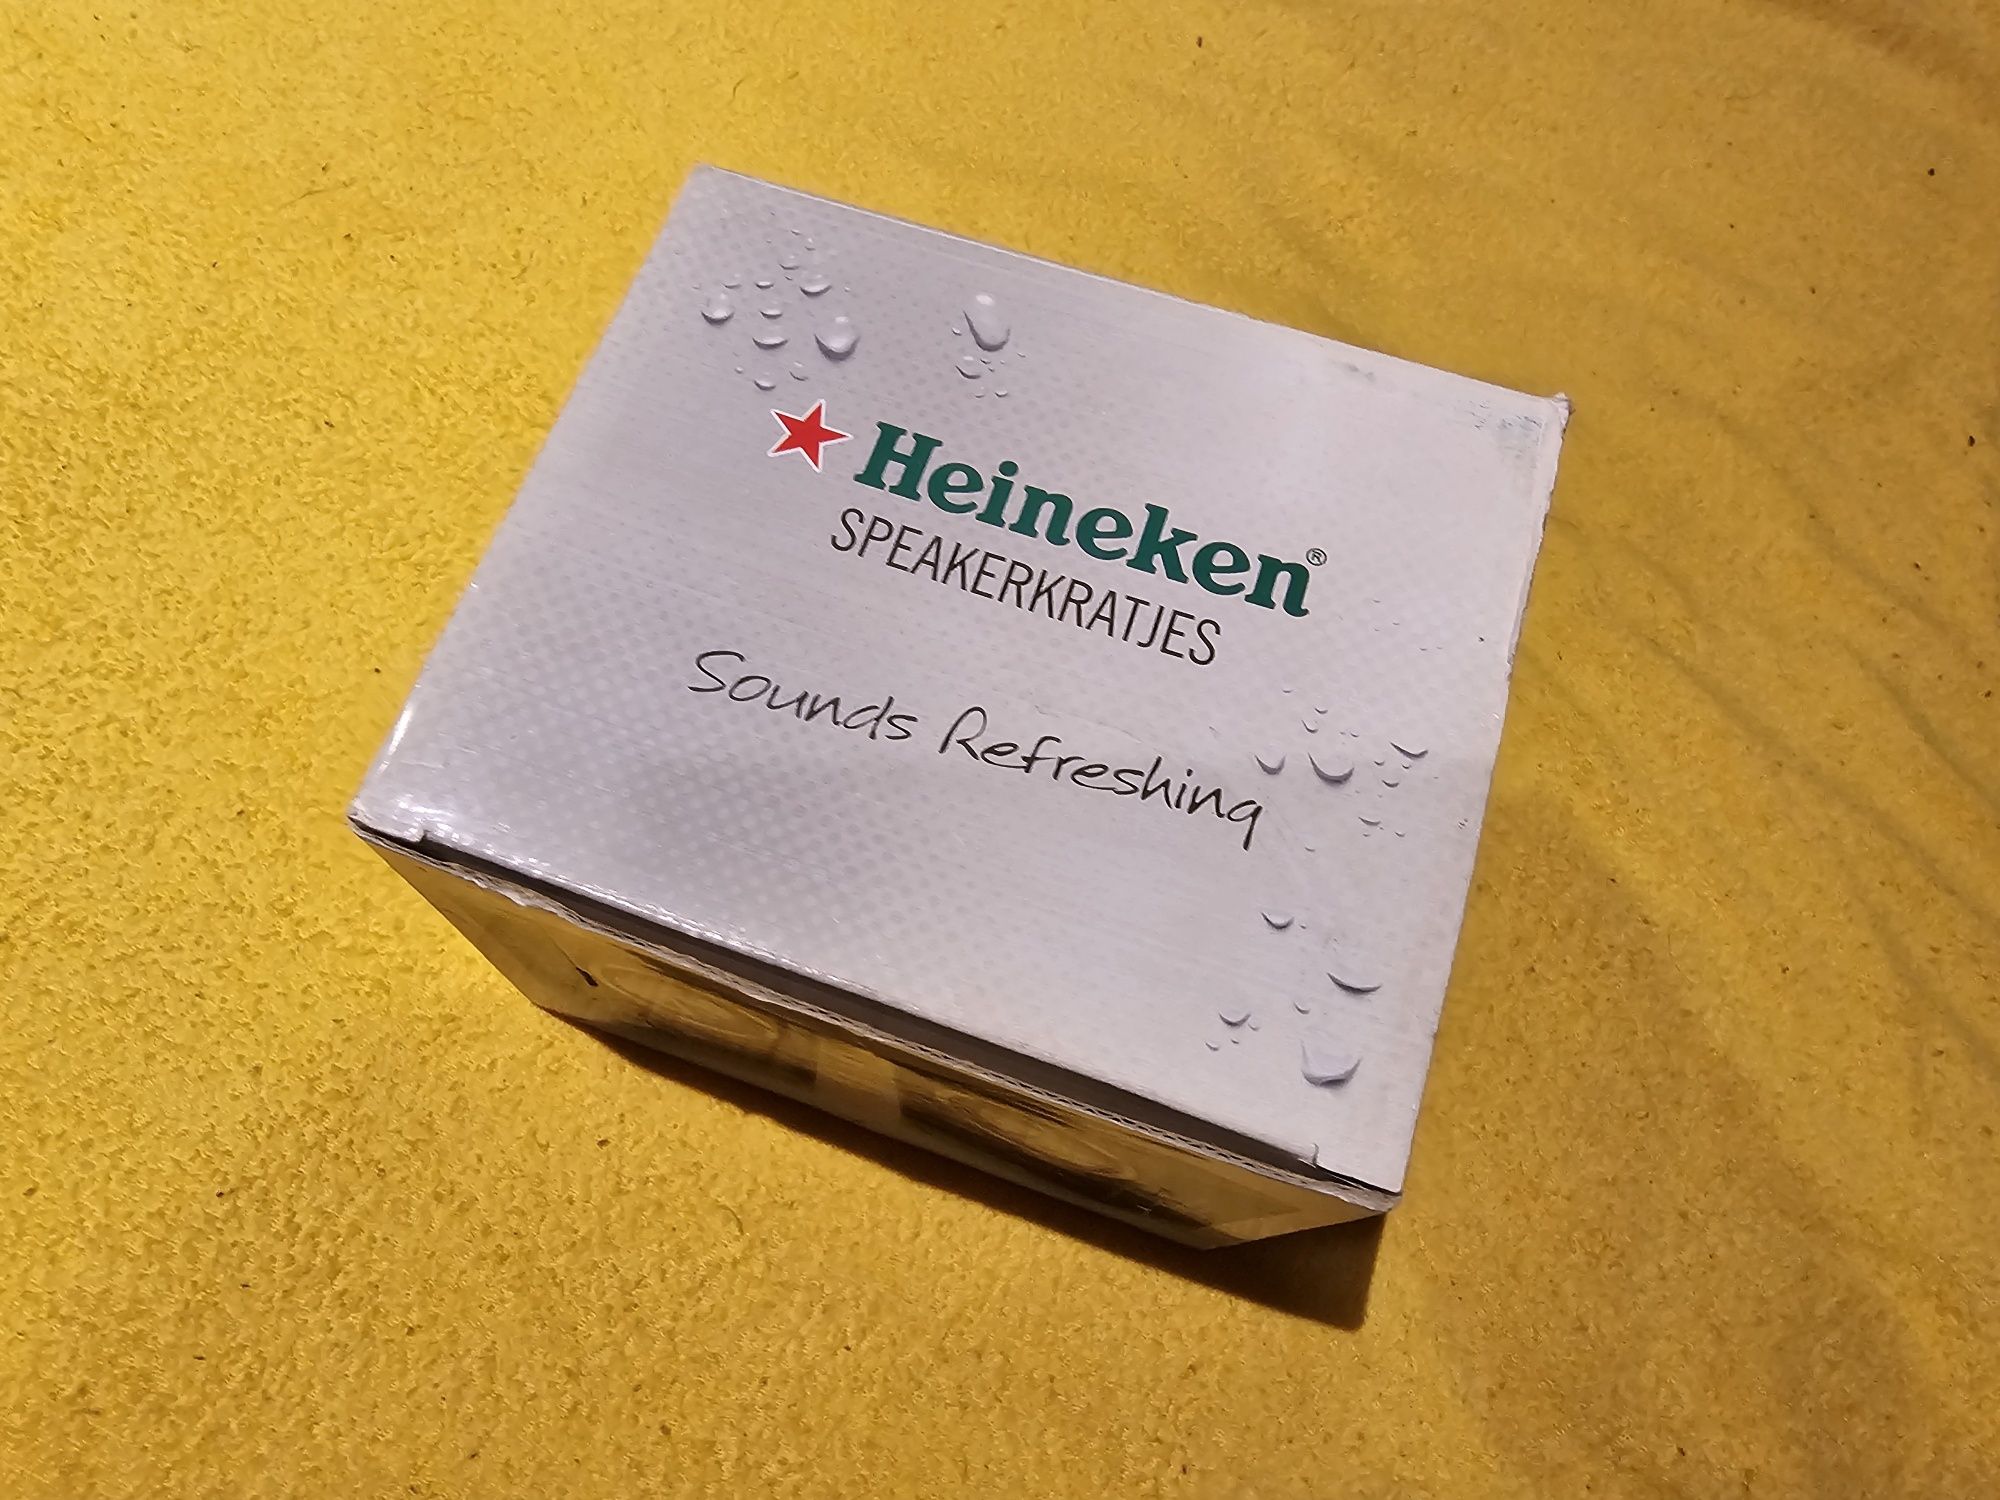 Heineken®
SPEAKERKRATJES
Sounds Refreshing